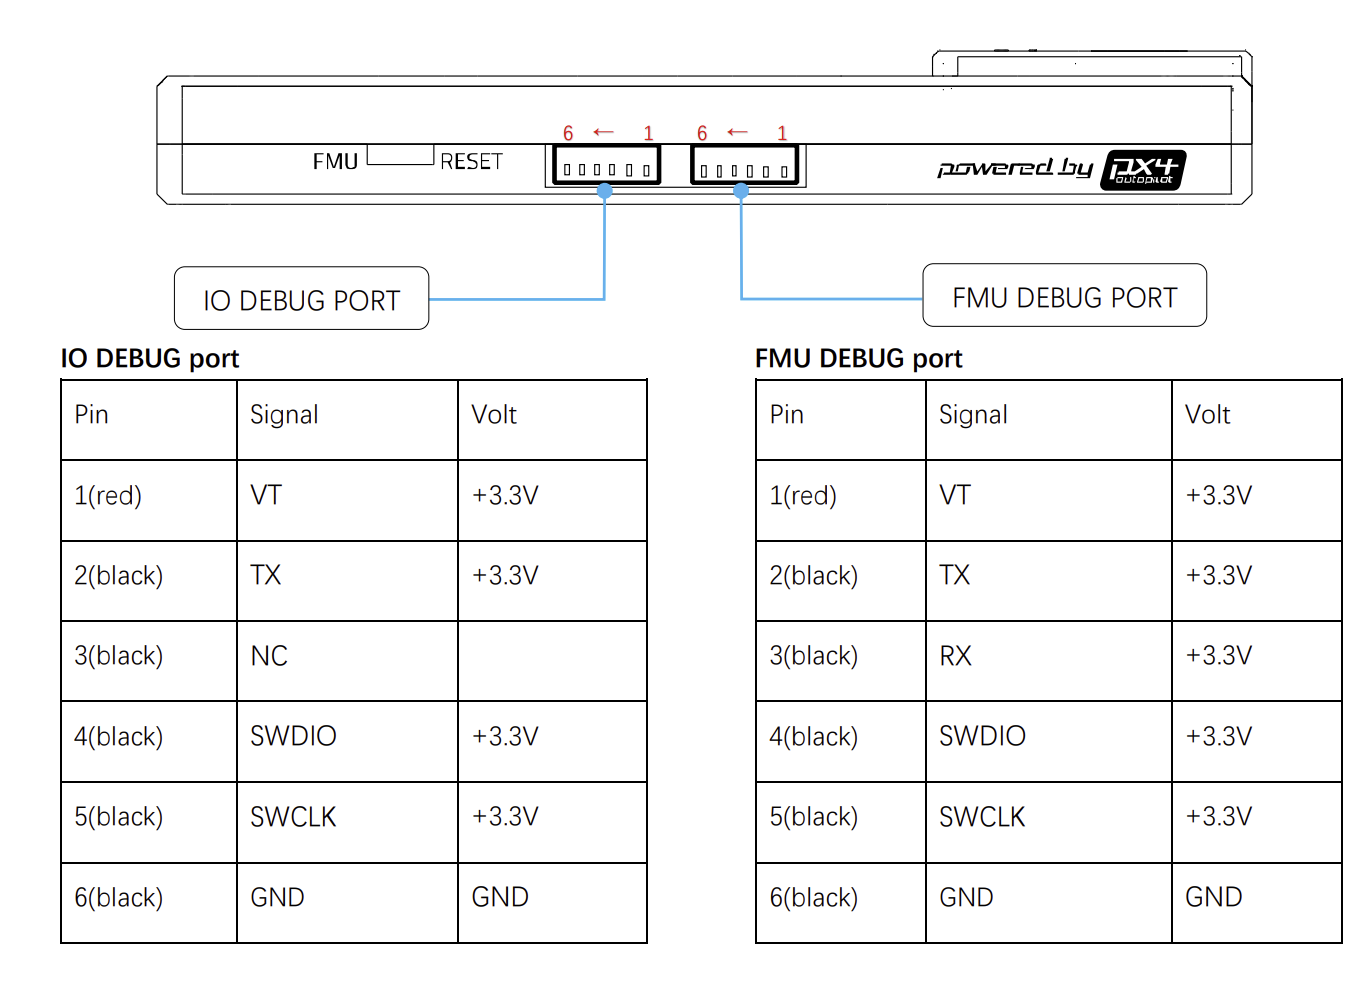 6 ← 1 6 ← 1
FMU RESET powered by px4 autopilot
IO DEBUG PORT
FMU DEBUG PORT
IO DEBUG port
Pin Signal Volt
1(red) VT +3.3V
2(black) TX +3.3V
3(black) NC
4(black) SWDIO +3.3V
5(black) SWCLK +3.3V
6(black) GND GND
FMU DEBUG port
Pin Signal Volt
1(red) VT +3.3V
2(black) TX +3.3V
3(black) RX +3.3V
4(black) SWDIO +3.3V
5(black) SWCLK +3.3V
6(black) GND GND